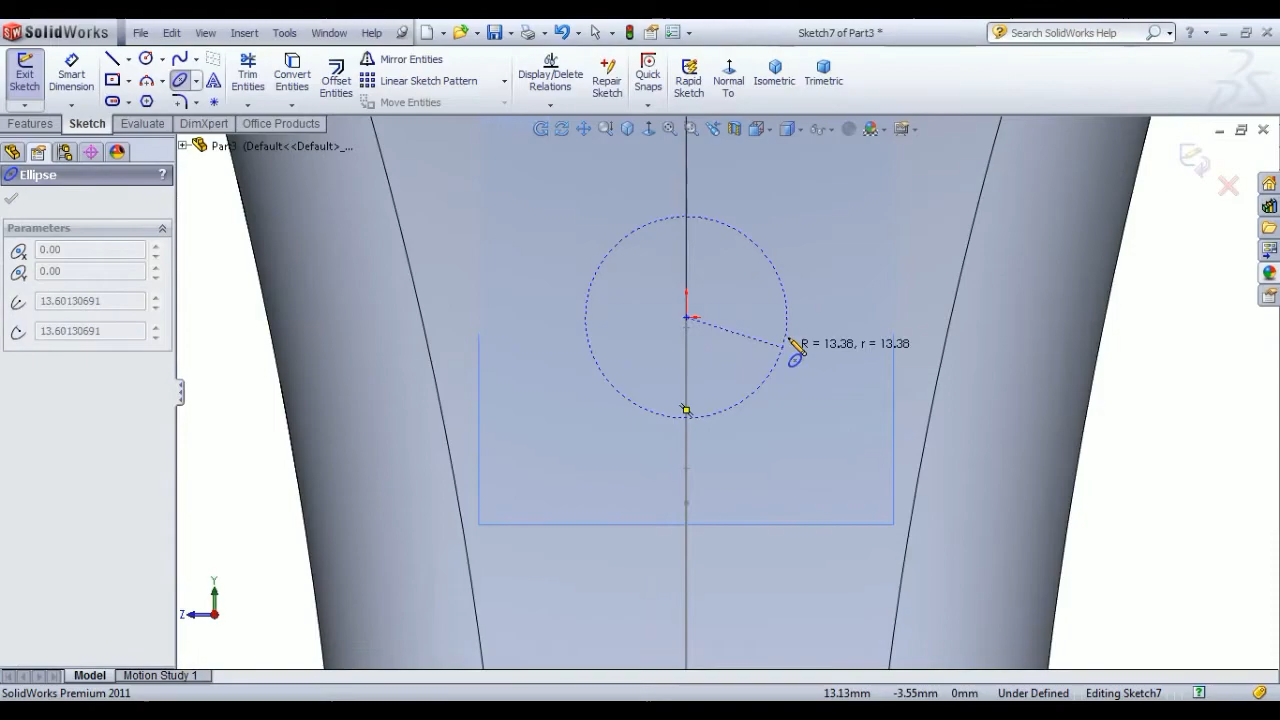 SolidWorks File Edit View Insert Tools Window Help Sketch7 of Part3 * Search SolidWorks Help
Exit Sketch
Smart Dimension
Trim Entities
Convert Entities
Offset Entities
Mirror Entities
Linear Sketch Pattern
Move Entities
Display/Delete Relations
Repair Sketch
Quick Snaps
Rapid Sketch
Normal To
Isometric
Trimetric
Features Sketch Evaluate DimXpert Office Products
Part3 (Default<<Default>_...
Ellipse ?
Parameters
0.00
0.00
13.60130691
13.60130691
R = 13.38, r = 13.38
Y
Z
Model Motion Study 1
SolidWorks Premium 2011 13.13mm -3.55mm 0mm Under Defined Editing Sketch7